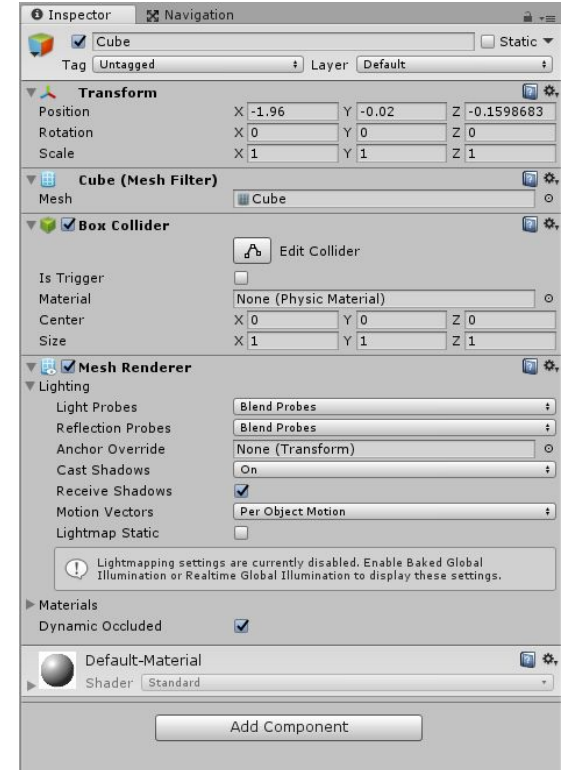 Inspector Navigation
Cube Static
Tag Untagged Layer Default
Transform
Position X -1.96 Y -0.02 Z -0.1598683
Rotation X 0 Y 0 Z 0
Scale X 1 Y 1 Z 1
Cube (Mesh Filter)
Mesh Cube
Box Collider
Edit Collider
Is Trigger
Material None (Physic Material)
Center X 0 Y 0 Z 0
Size X 1 Y 1 Z 1
Mesh Renderer
Lighting
Light Probes Blend Probes
Reflection Probes Blend Probes
Anchor Override None (Transform)
Cast Shadows On
Receive Shadows
Motion Vectors Per Object Motion
Lightmap Static
Lightmapping settings are currently disabled. Enable Baked Global
Illumination or Realtime Global Illumination to display these settings.
Materials
Dynamic Occluded
Default-Material
Shader Standard
Add Component